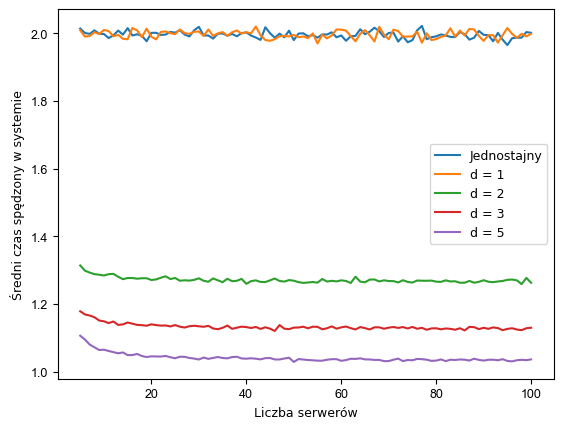 2.0
1.8
1.6
1.4
1.2
1.0
Średni czas spędzony w systemie
Jednostajny
d = 1
d = 2
d = 3
d = 5
20
40
60
80
100
Liczba serwerów